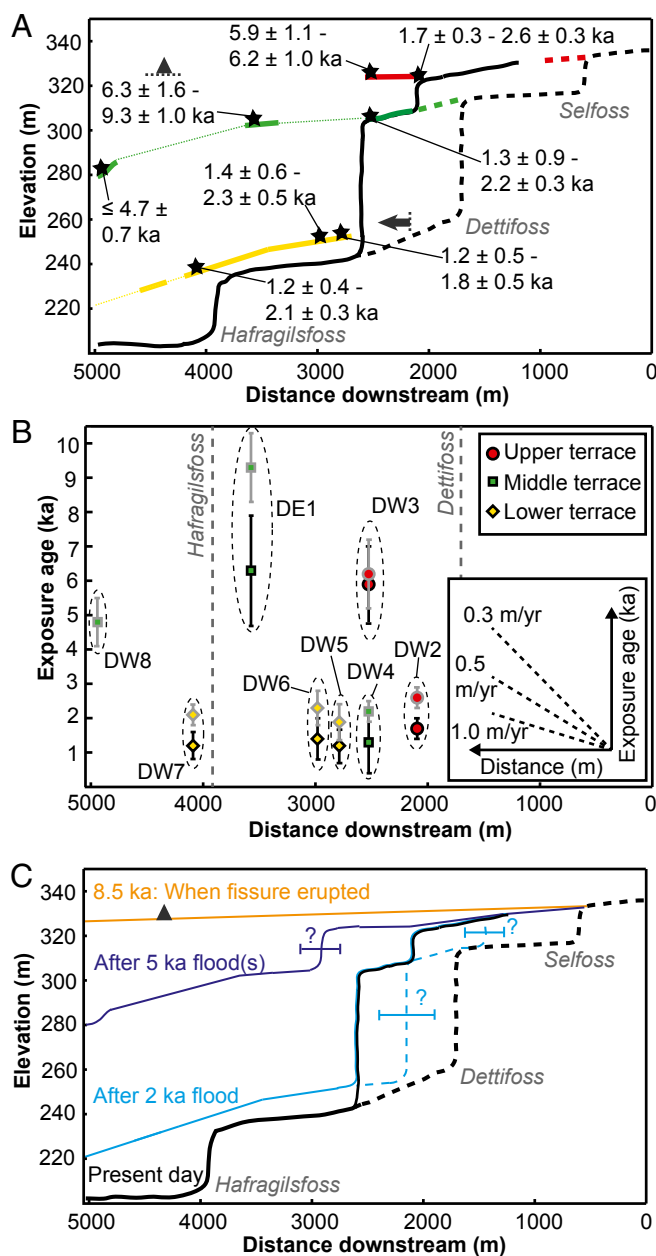 A
340
320
300
280
260
240
220
Elevation (m)
5.9 ± 1.1 -
6.2 ± 1.0 ka
1.7 ± 0.3 - 2.6 ± 0.3 ka
6.3 ± 1.6 -
9.3 ± 1.0 ka
Selfoss
1.4 ± 0.6 -
2.3 ± 0.5 ka
1.3 ± 0.9 -
2.2 ± 0.3 ka
≤ 4.7 ±
0.7 ka
Dettifoss
1.2 ± 0.5 -
1.8 ± 0.5 ka
1.2 ± 0.4 -
2.1 ± 0.3 ka
Hafragilsfoss
5000 4000 3000 2000 1000 0
Distance downstream (m)
B
10
9
8
7
6
5
4
3
2
1
Exposure age (ka)
Hafragilsfoss
Dettifoss
Upper terrace
Middle terrace
Lower terrace
DE1
DW3
DW8
DW5
DW6
DW4
DW2
DW7
0.3 m/yr
0.5
m/yr
1.0 m/yr
Exposure age (ka)
Distance (m)
5000 4000 3000 2000 1000 0
Distance downstream (m)
C
340
320
300
280
260
240
220
Elevation (m)
8.5 ka: When fissure erupted
?
?
After 5 ka flood(s)
Selfoss
?
Dettifoss
After 2 ka flood
Present day
Hafragilsfoss
5000 4000 3000 2000 1000 0
Distance downstream (m)